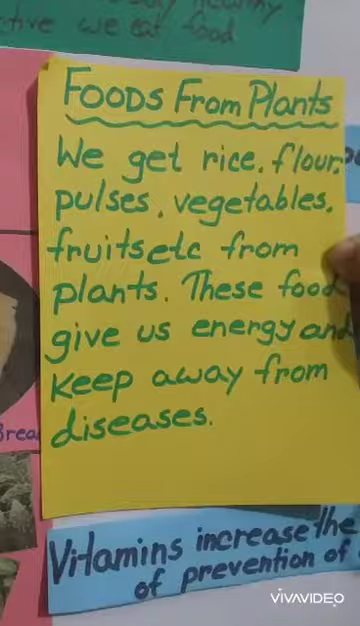 ctive we eat food
FOODS From Plants
We get rice, flour,
pulses, vegetables,
fruits etc from
plants. These food
give us energy and
keep away from
diseases.
Brea
Vitamins increase the
of prevention of
VIVAVIDEO